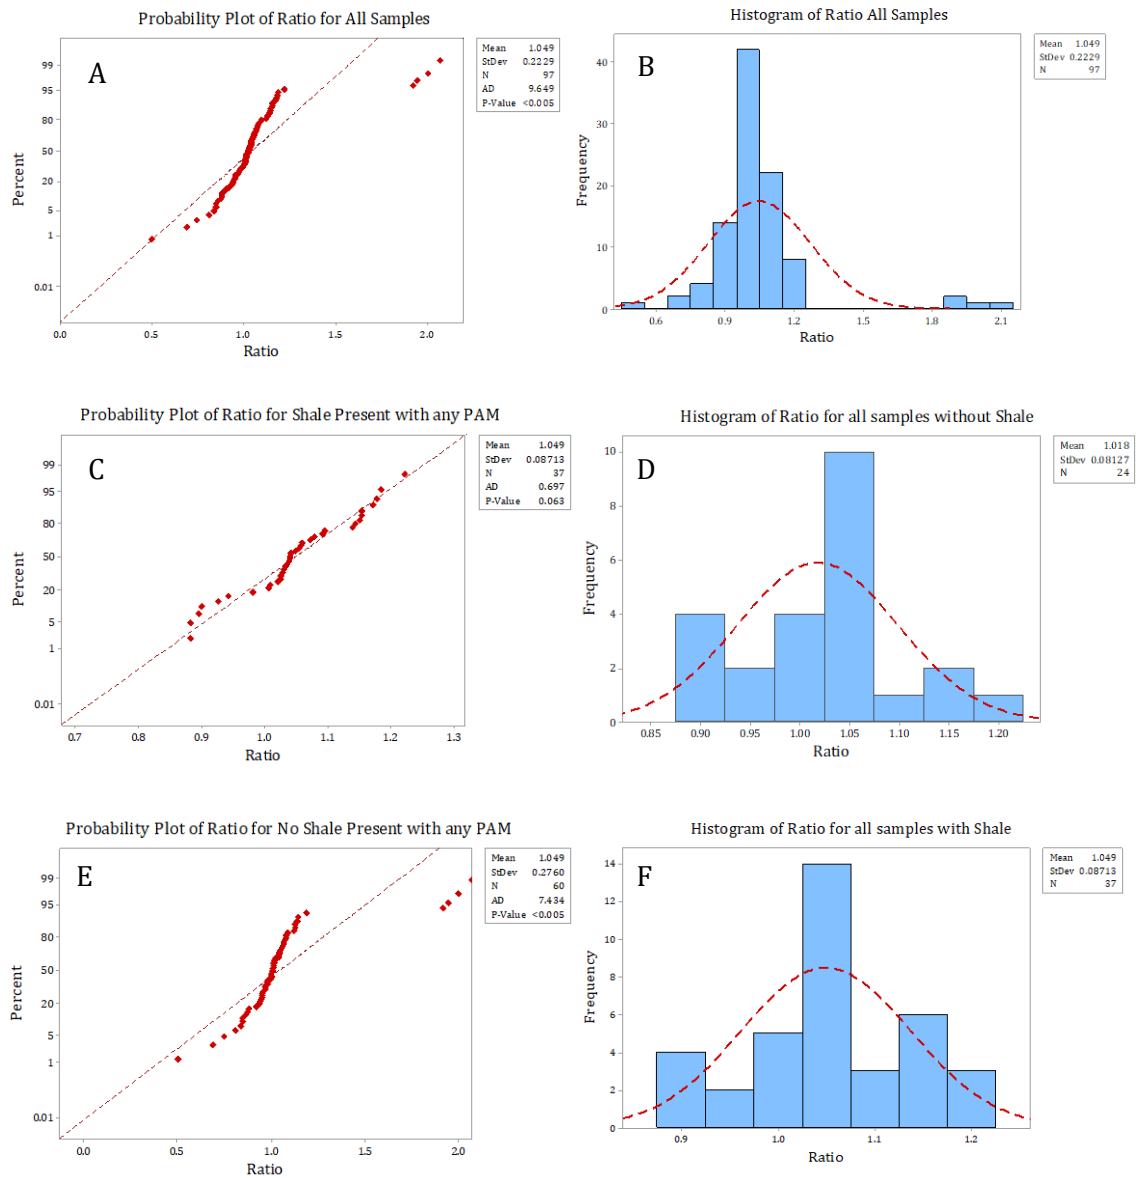 Probability Plot of Ratio for All Samples
A
Mean 1.049
StDev 0.2229
N 97
AD 9.649
P-Value <0.005
99
95
80
50
20
5
1
0.01
Percent
0.0 0.5 1.0 1.5 2.0
Ratio
Histogram of Ratio All Samples
B
Mean 1.049
StDev 0.2229
N 97
40
30
20
10
0
Frequency
0.6 0.9 1.2 1.5 1.8 2.1
Ratio
Probability Plot of Ratio for Shale Present with any PAM
C
Mean 1.049
StDev 0.08713
N 37
AD 0.697
P-Value 0.063
99
95
80
50
20
5
1
0.01
Percent
0.7 0.8 0.9 1.0 1.1 1.2 1.3
Ratio
Histogram of Ratio for all samples without Shale
D
Mean 1.018
StDev 0.08127
N 24
10
8
6
4
2
0
Frequency
0.85 0.90 0.95 1.00 1.05 1.10 1.15 1.20
Ratio
Probability Plot of Ratio for No Shale Present with any PAM
E
Mean 1.049
StDev 0.2760
N 60
AD 7.434
P-Value <0.005
99
95
80
50
20
5
1
0.01
Percent
0.0 0.5 1.0 1.5 2.0
Ratio
Histogram of Ratio for all samples with Shale
F
Mean 1.049
StDev 0.08713
N 37
14
12
10
8
6
4
2
0
Frequency
0.9 1.0 1.1 1.2
Ratio